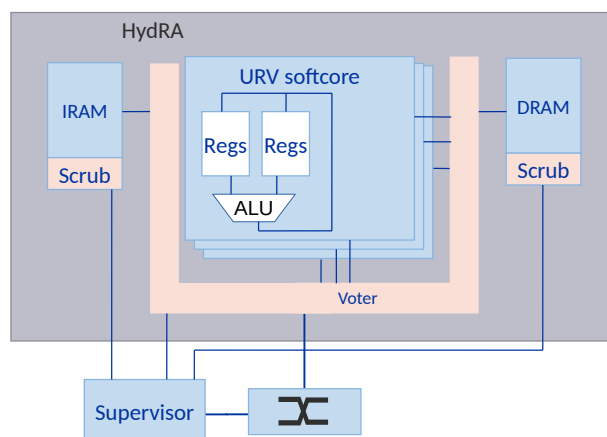 HydRA
URV softcore
IRAM
DRAM
Regs
Regs
Scrub
Scrub
ALU
Voter
Supervisor